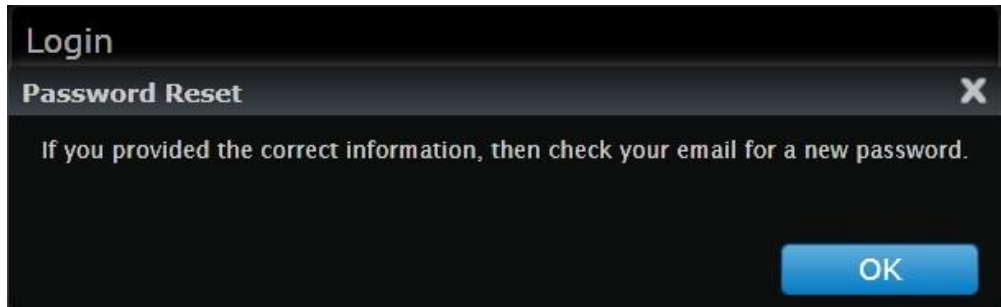 Login
Password Reset
If you provided the correct information, then check your email for a new password.
OK